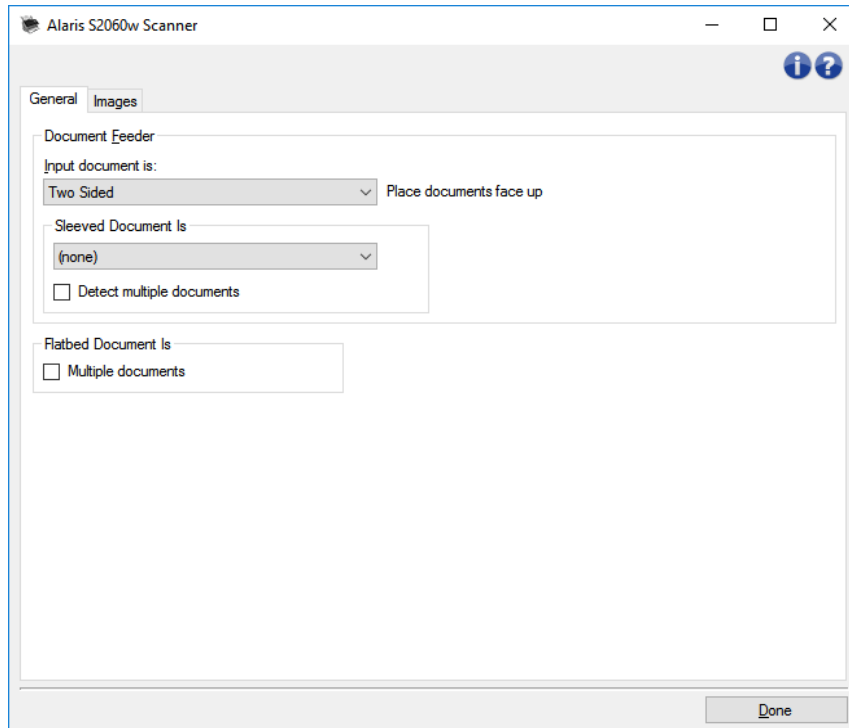 Alaris S2060w Scanner
General Images
Document Feeder
Input document is:
Two Sided Place documents face up
Sleeved Document Is
(none)
Detect multiple documents
Flatbed Document Is
Multiple documents
Done